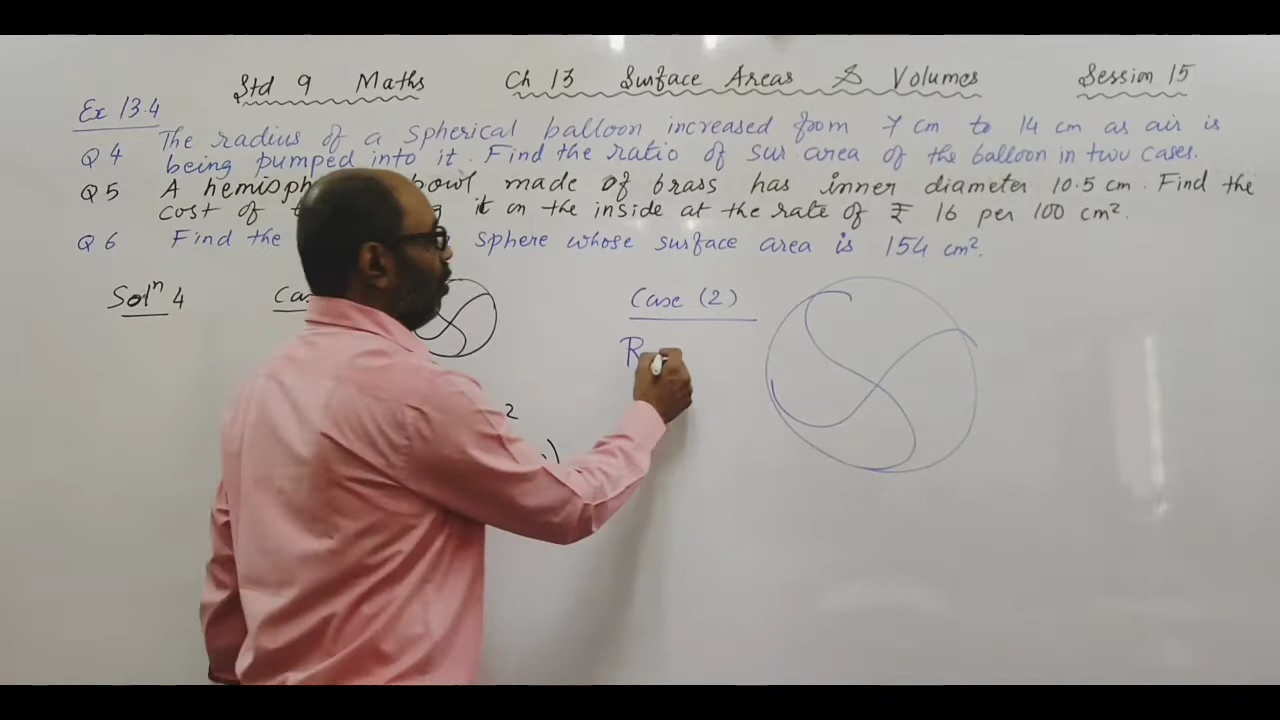 Std 9 Maths Ch 13 Surface Areas & Volumes Session 15
Ex 13.4
Q 4 The radius of a spherical balloon increased from 7 cm to 14 cm as air is
being pumped into it. Find the ratio of sur area of the balloon in two cases.
Q 5 A bowl made of brass has inner diameter 10.5 cm. Find the
cost of it on the inside at the rate of ₹ 16 per 100 cm².
Q 6 Find the sphere whose surface area is 154 cm².
Solⁿ 4
Case (2)
R
2